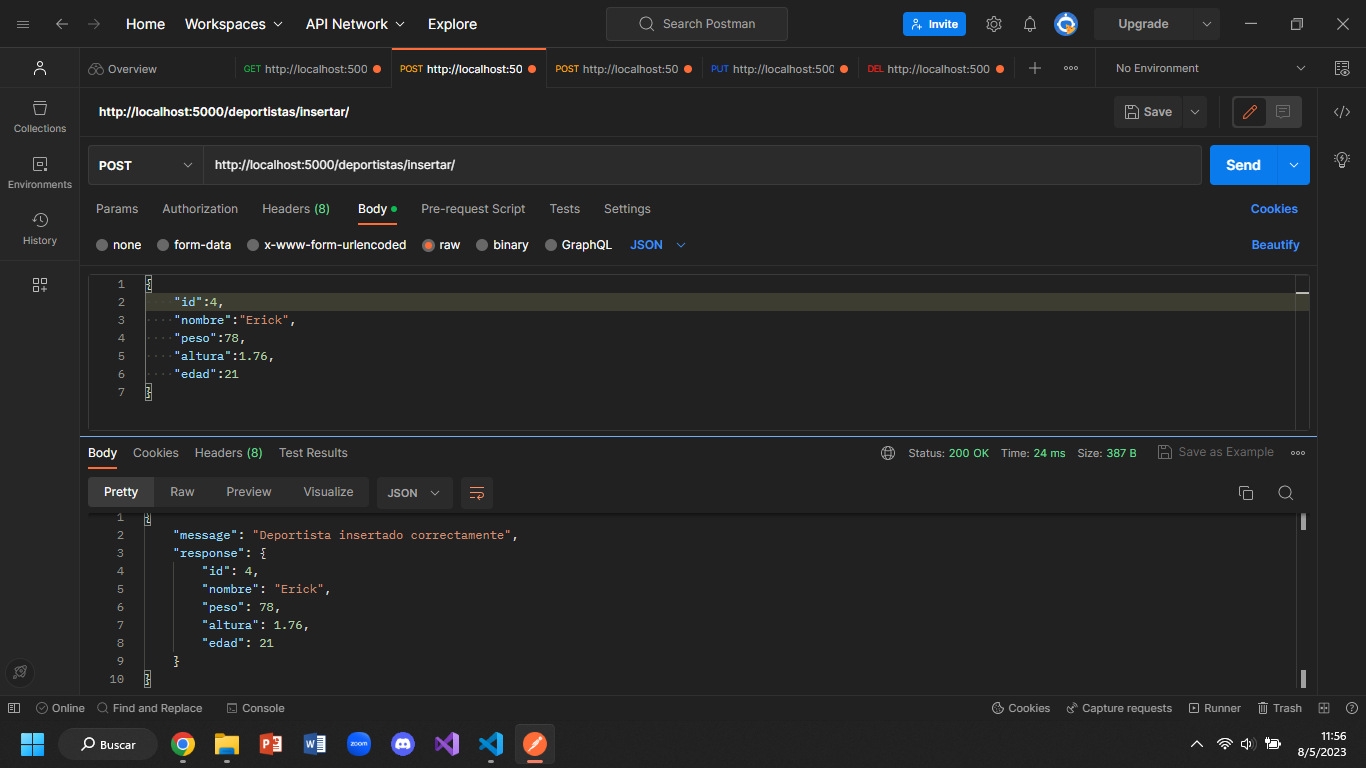 Home Workspaces API Network Explore Search Postman Invite Upgrade
Overview GET http://localhost:500 POST http://localhost:50 POST http://localhost:50 PUT http://localhost:500 DEL http://localhost:500 No Environment
http://localhost:5000/deportistas/insertar/ Save
Collections
Environments
History
POST http://localhost:5000/deportistas/insertar/ Send
Params Authorization Headers (8) Body Pre-request Script Tests Settings Cookies
none form-data x-www-form-urlencoded raw binary GraphQL JSON Beautify
1 {
2 "id":4,
3 "nombre":"Erick",
4 "peso":78,
5 "altura":1.76,
6 "edad":21
7 }
Body Cookies Headers (8) Test Results Status: 200 OK Time: 24 ms Size: 387 B Save as Example
Pretty Raw Preview Visualize JSON
1 {
2 "message": "Deportista insertado correctamente",
3 "response": {
4 "id": 4,
5 "nombre": "Erick",
6 "peso": 78,
7 "altura": 1.76,
8 "edad": 21
9 }
10 }
Online Find and Replace Console Cookies Capture requests Runner Trash
Buscar zoom 11:56
8/5/2023